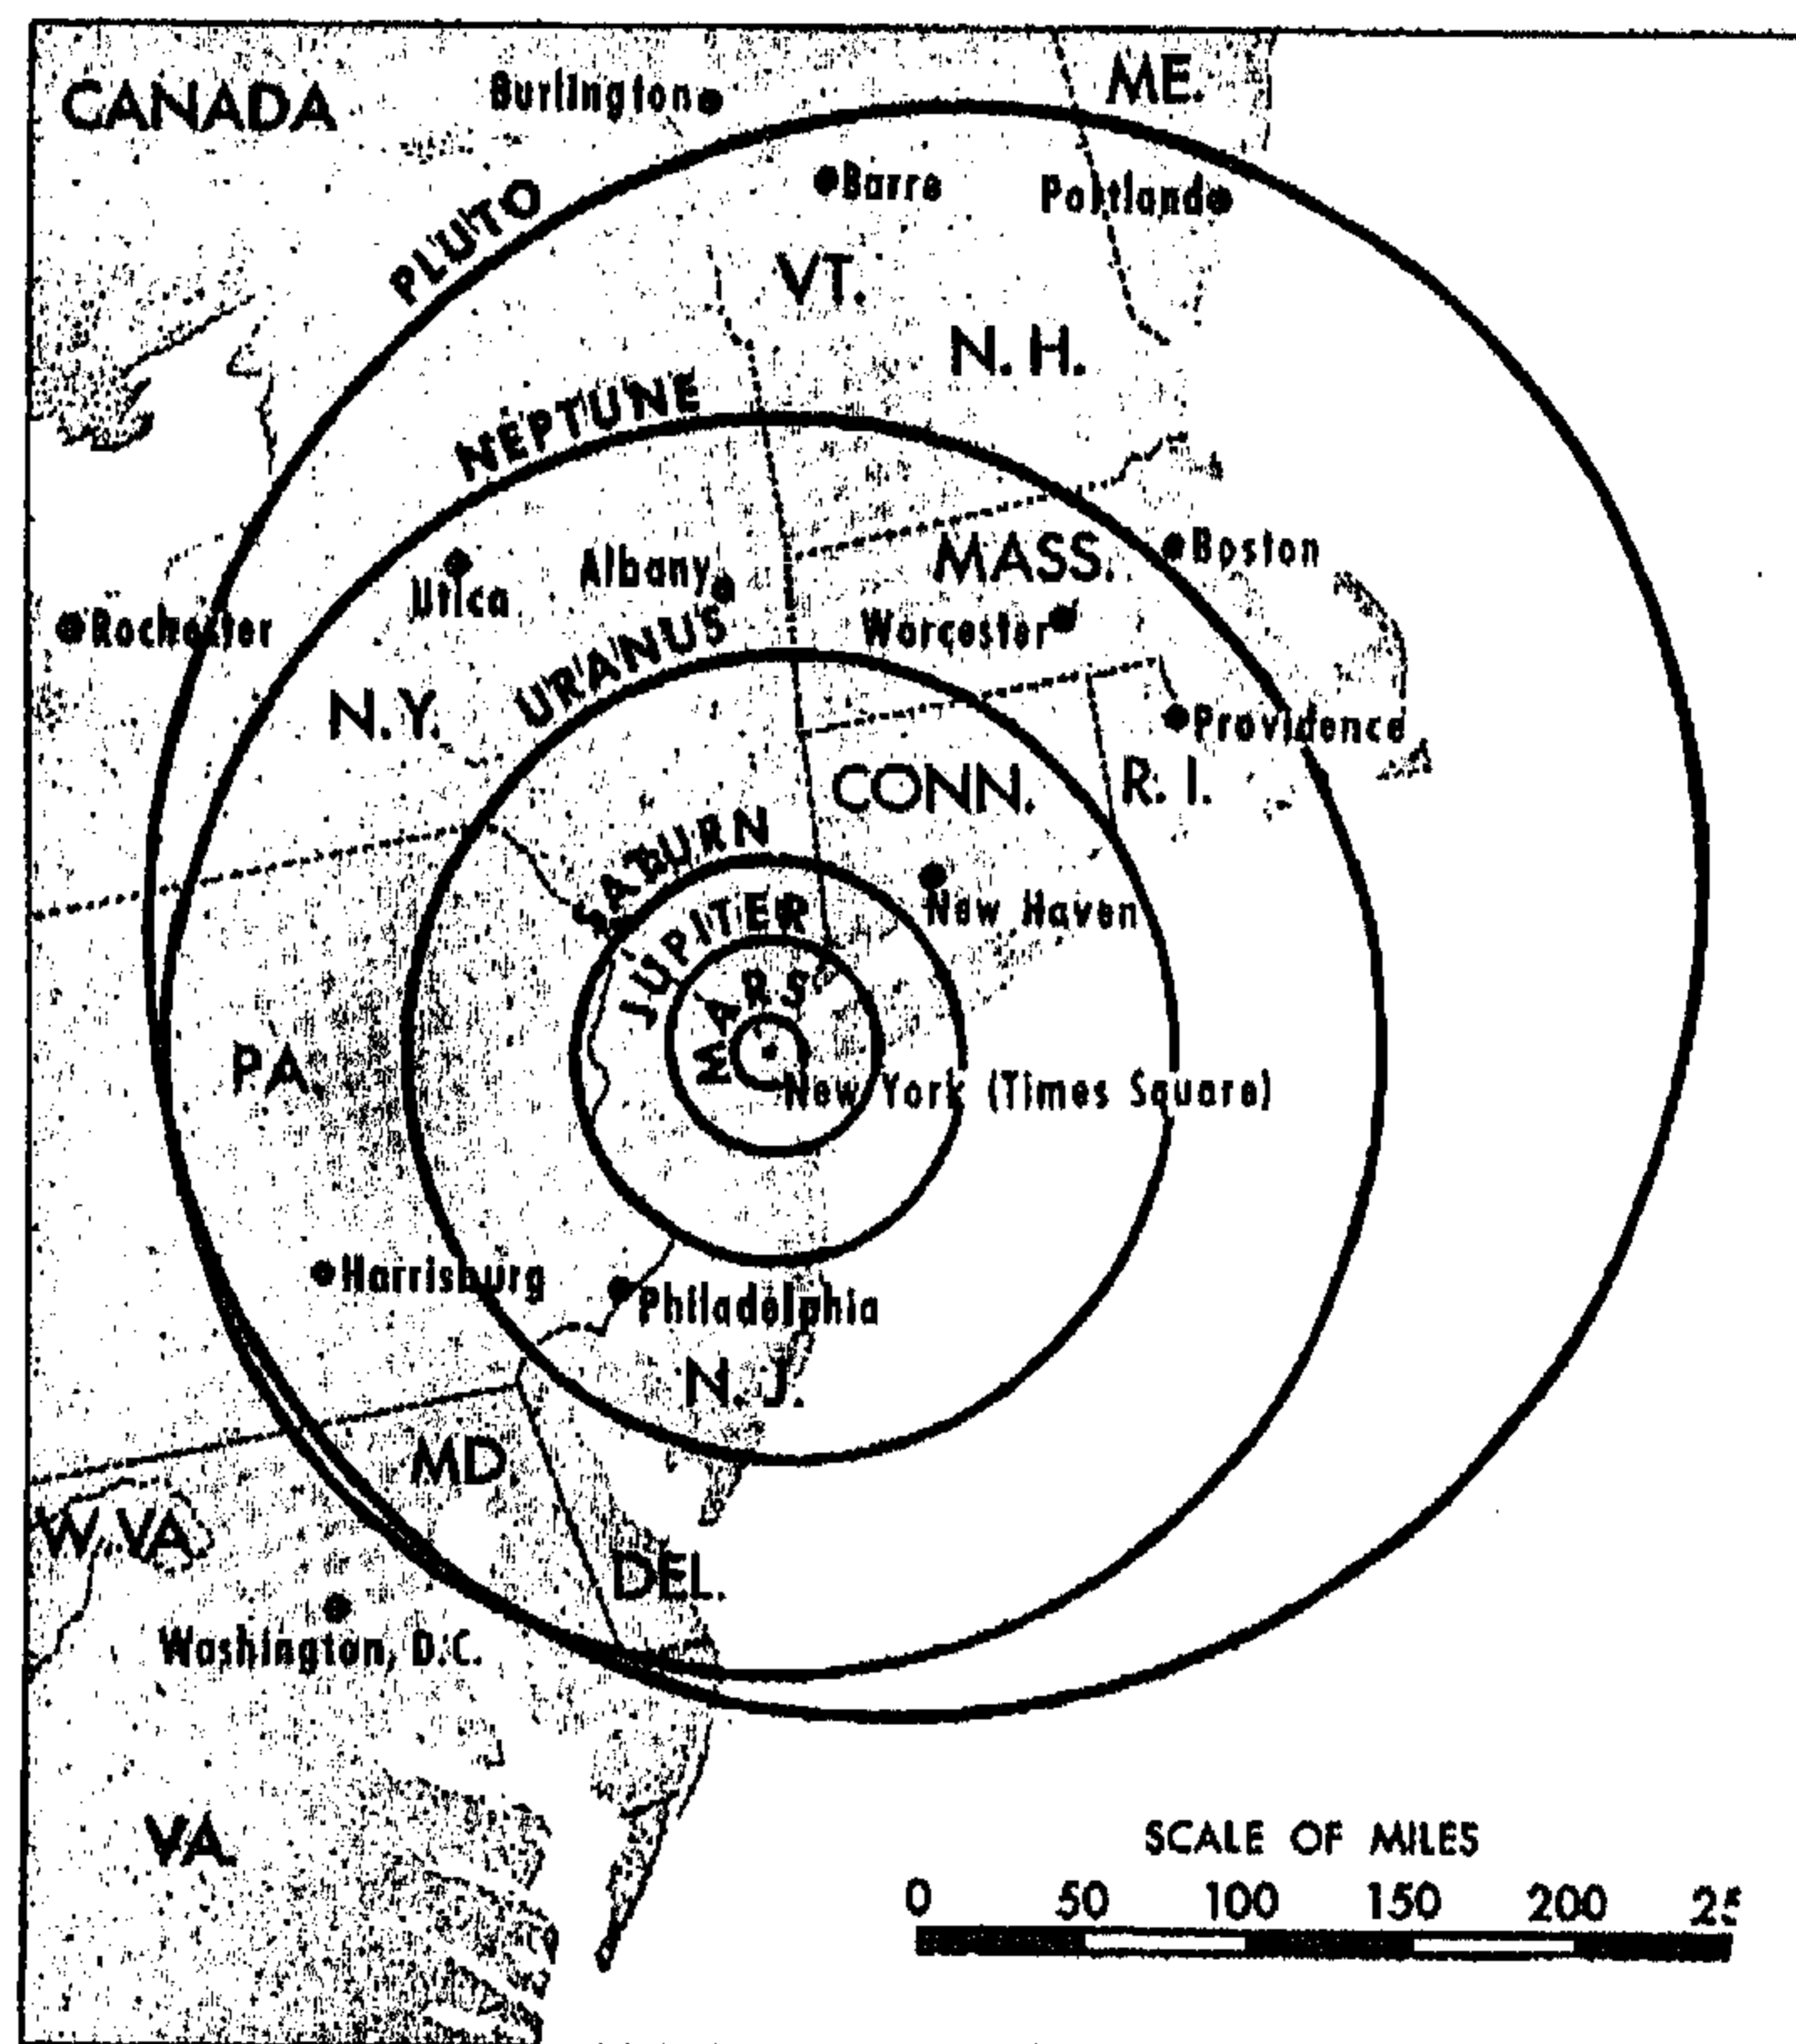 CANADA
Burlington
ME.
Barre
Portland
PLUTO
VT.
N. H.
NEPTUNE
Utica
Albany
MASS.
Boston
Rochester
Worcester
URANUS
N.Y.
Providence
CONN.
R. I.
SATURN
New Haven
JUPITER
MARS
PA.
New York (Times Square)
Harrisburg
Philadelphia
N. J.
MD.
W. VA.
DEL.
Washington, D.C.
VA.
SCALE OF MILES
0 50 100 150 200 25